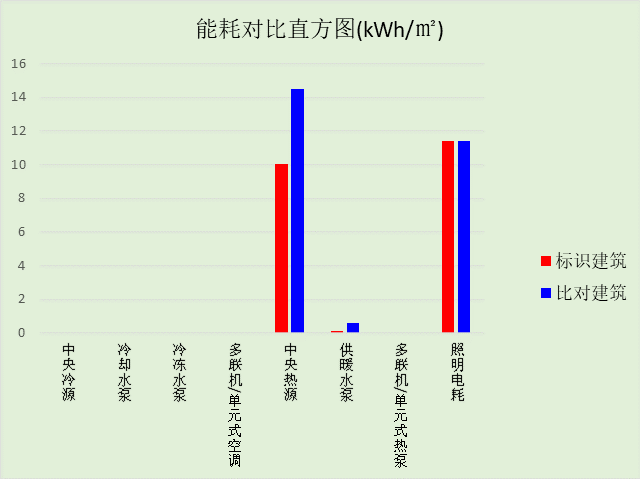 能耗对比直方图(kWh/㎡)
16
14
12
10
8
6
4
2
0
标识建筑
比对建筑
中央冷源
冷却水泵
冷冻水泵
多联机/单元式空调
中央热源
供暖水泵
多联机/单元式热泵
照明电耗